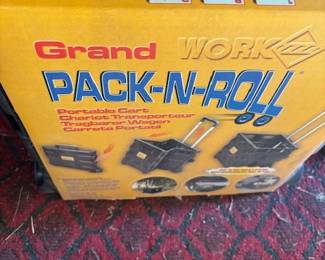 Grand
WORK
PACK-N-ROLL
Portable Cart
Chariot Transporteur
Tragbarer Wagen
Carreta Portatil